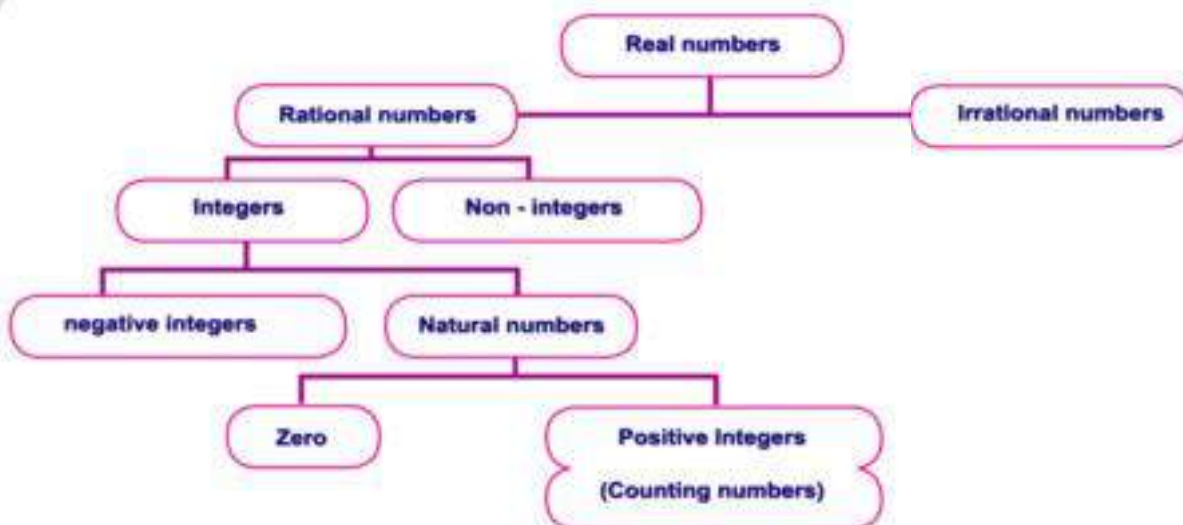 Real numbers
Rational numbers
Irrational numbers
Integers
Non - integers
negative integers
Natural numbers
Zero
Positive Integers
(Counting numbers)